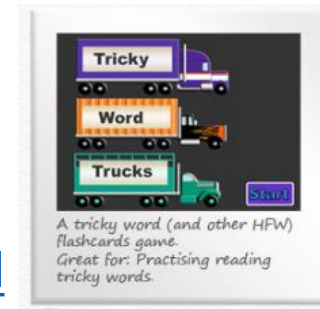 Tricky
Word
Trucks
Start
A tricky word (and other HFW)
flashcards game.
Great for: Practising reading
tricky words.